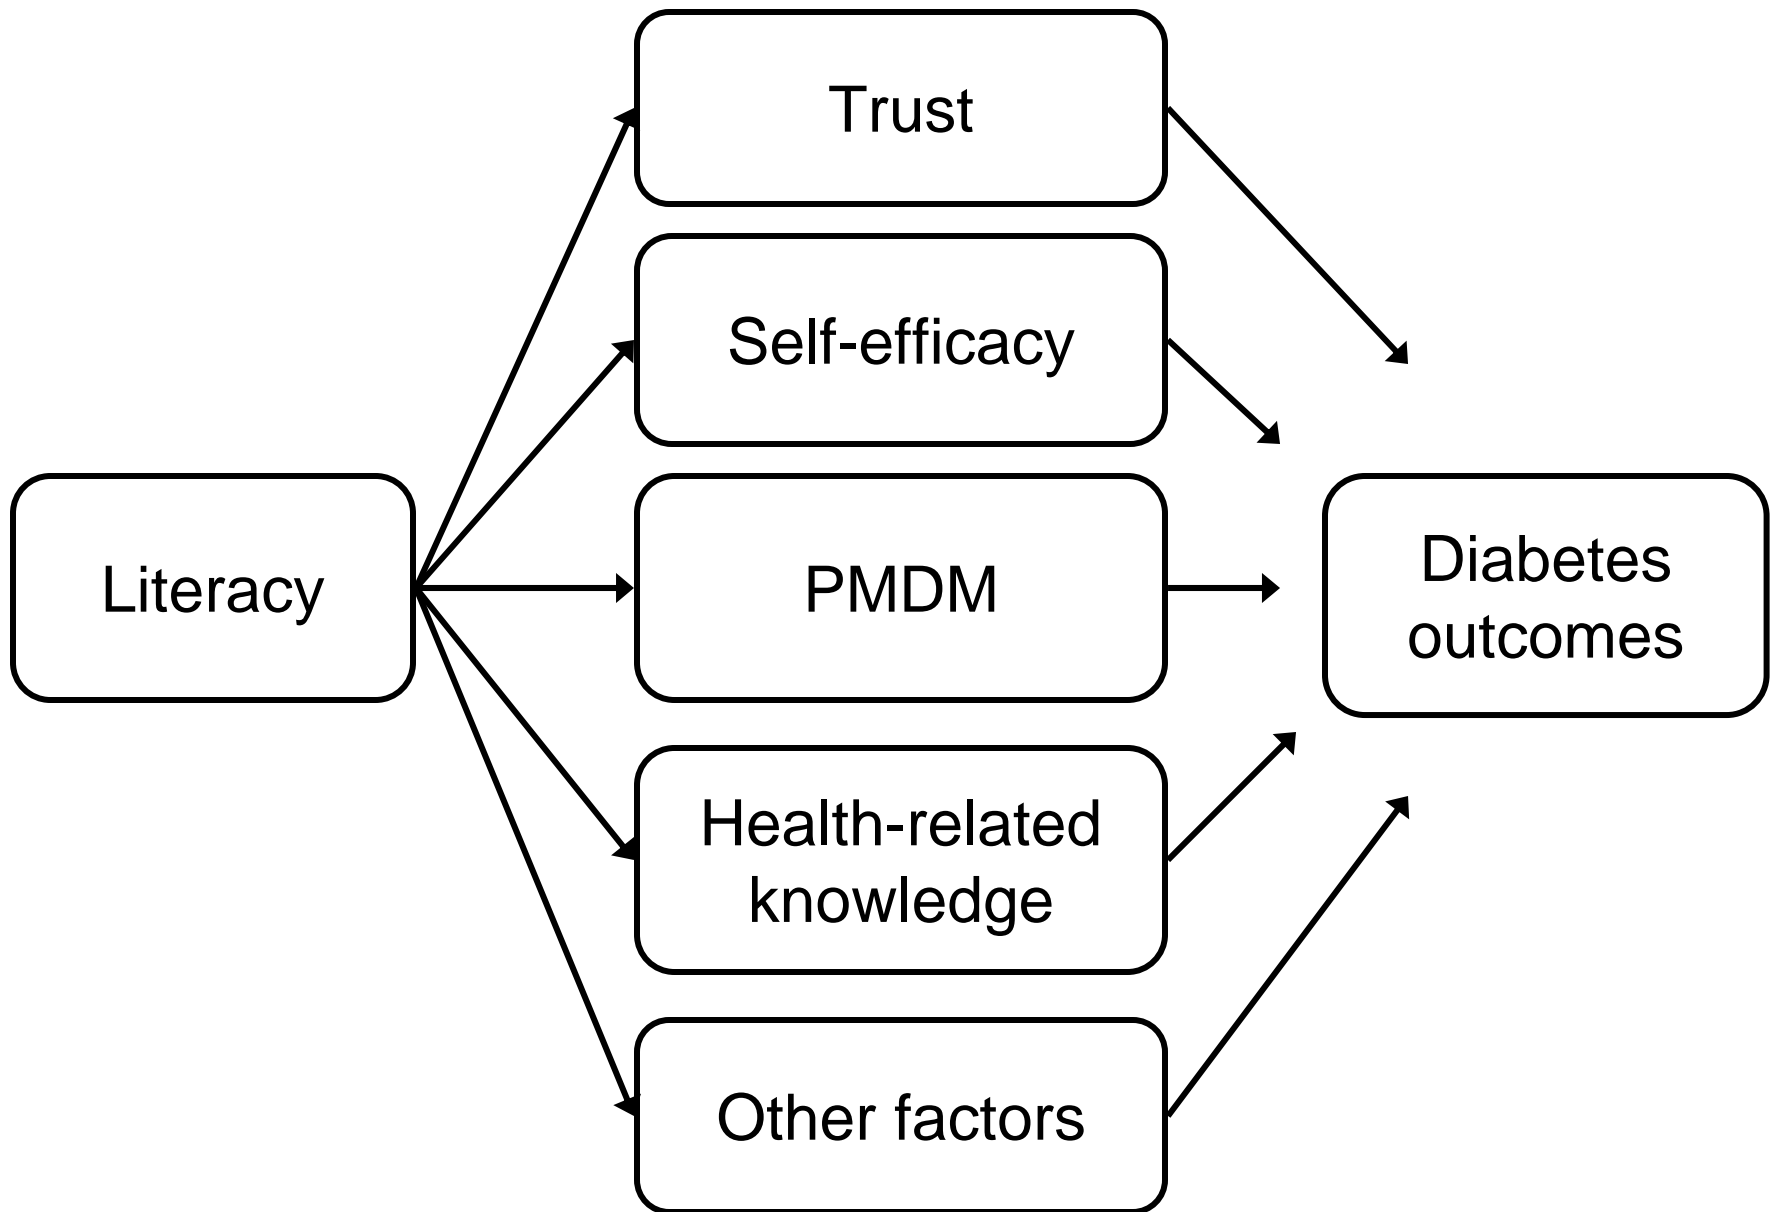 Trust
Self-efficacy
Literacy
PMDM
Diabetes
outcomes
Health-related
knowledge
Other factors